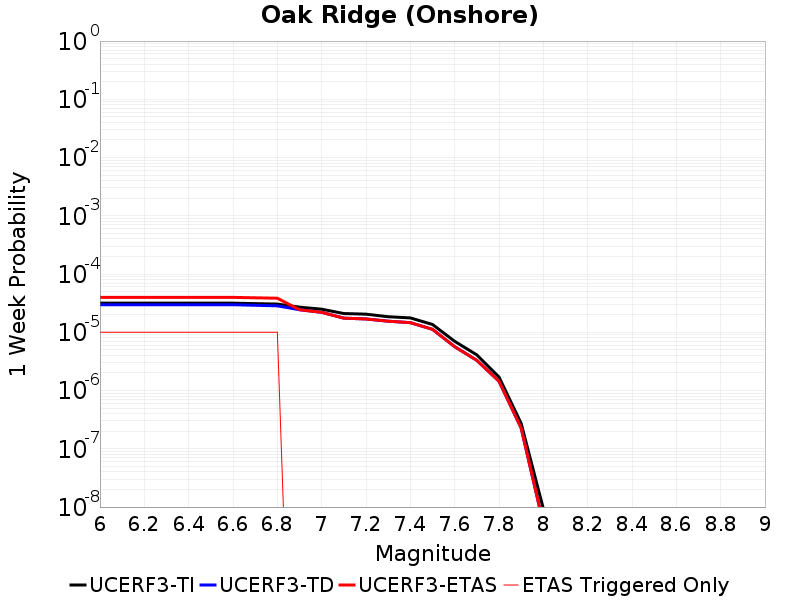 Oak Ridge (Onshore)
10^0
10^-1
10^-2
10^-3
10^-4
10^-5
10^-6
10^-7
10^-8
1 Week Probability
6 6.2 6.4 6.6 6.8 7 7.2 7.4 7.6 7.8 8 8.2 8.4 8.6 8.8 9
Magnitude
UCERF3-TI UCERF3-TD UCERF3-ETAS ETAS Triggered Only